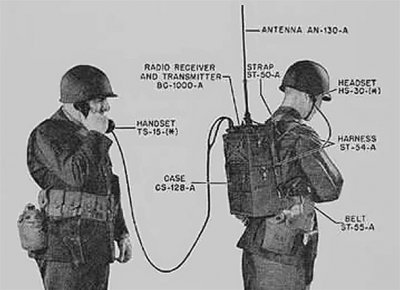 ANTENNA AN-130-A
RADIO RECEIVER
AND TRANSMITTER
BC-1000-A
STRAP
ST-50-A
HEADSET
HS-30-(*)
HANDSET
TS-15-(*)
HARNESS
ST-54-A
CASE
CS-128-A
BELT
ST-55-A